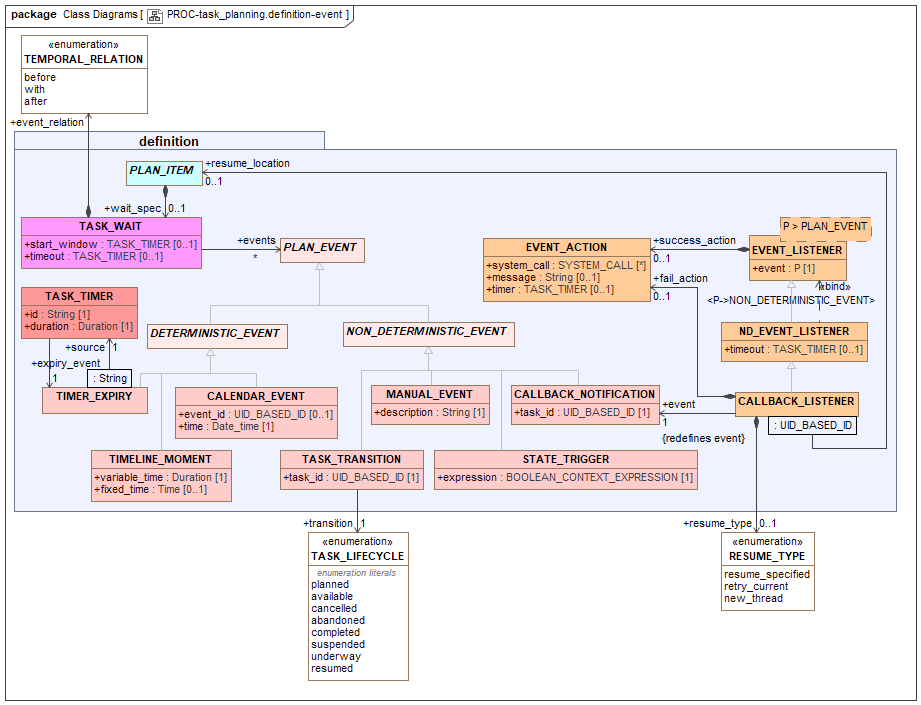 package Class Diagrams [ PROC-task_planning.definition-event ]
«enumeration»
TEMPORAL_RELATION
before
with
after
+event_relation
definition
PLAN_ITEM
+resume_location
0..1
+wait_spec 0..1
TASK_WAIT
+start_window : TASK_TIMER [0..1]
+timeout : TASK_TIMER [0..1]
+events
*
PLAN_EVENT
EVENT_ACTION
+system_call : SYSTEM_CALL [*]
+message : String [0..1]
+timer : TASK_TIMER [0..1]
+success_action
0..1
+fail_action
0..1
P > PLAN_EVENT
EVENT_LISTENER
+event : P [1]
«bind»
<P->NON_DETERMINISTIC_EVENT>
TASK_TIMER
+id : String [1]
+duration : Duration [1]
+source 1
+expiry_event
1
: String
TIMER_EXPIRY
DETERMINISTIC_EVENT
NON_DETERMINISTIC_EVENT
ND_EVENT_LISTENER
+timeout : TASK_TIMER [0..1]
CALENDAR_EVENT
+event_id : UID_BASED_ID [0..1]
+time : Date_time [1]
MANUAL_EVENT
+description : String [1]
CALLBACK_NOTIFICATION
+task_id : UID_BASED_ID [1]
+event
1
{redefines event}
CALLBACK_LISTENER
: UID_BASED_ID
TIMELINE_MOMENT
+variable_time : Duration [1]
+fixed_time : Time [0..1]
TASK_TRANSITION
+task_id : UID_BASED_ID [1]
STATE_TRIGGER
+expression : BOOLEAN_CONTEXT_EXPRESSION [1]
+transition 1
+resume_type 0..1
«enumeration»
TASK_LIFECYCLE
enumeration literals
planned
available
cancelled
abandoned
completed
suspended
underway
resumed
«enumeration»
RESUME_TYPE
resume_specified
retry_current
new_thread